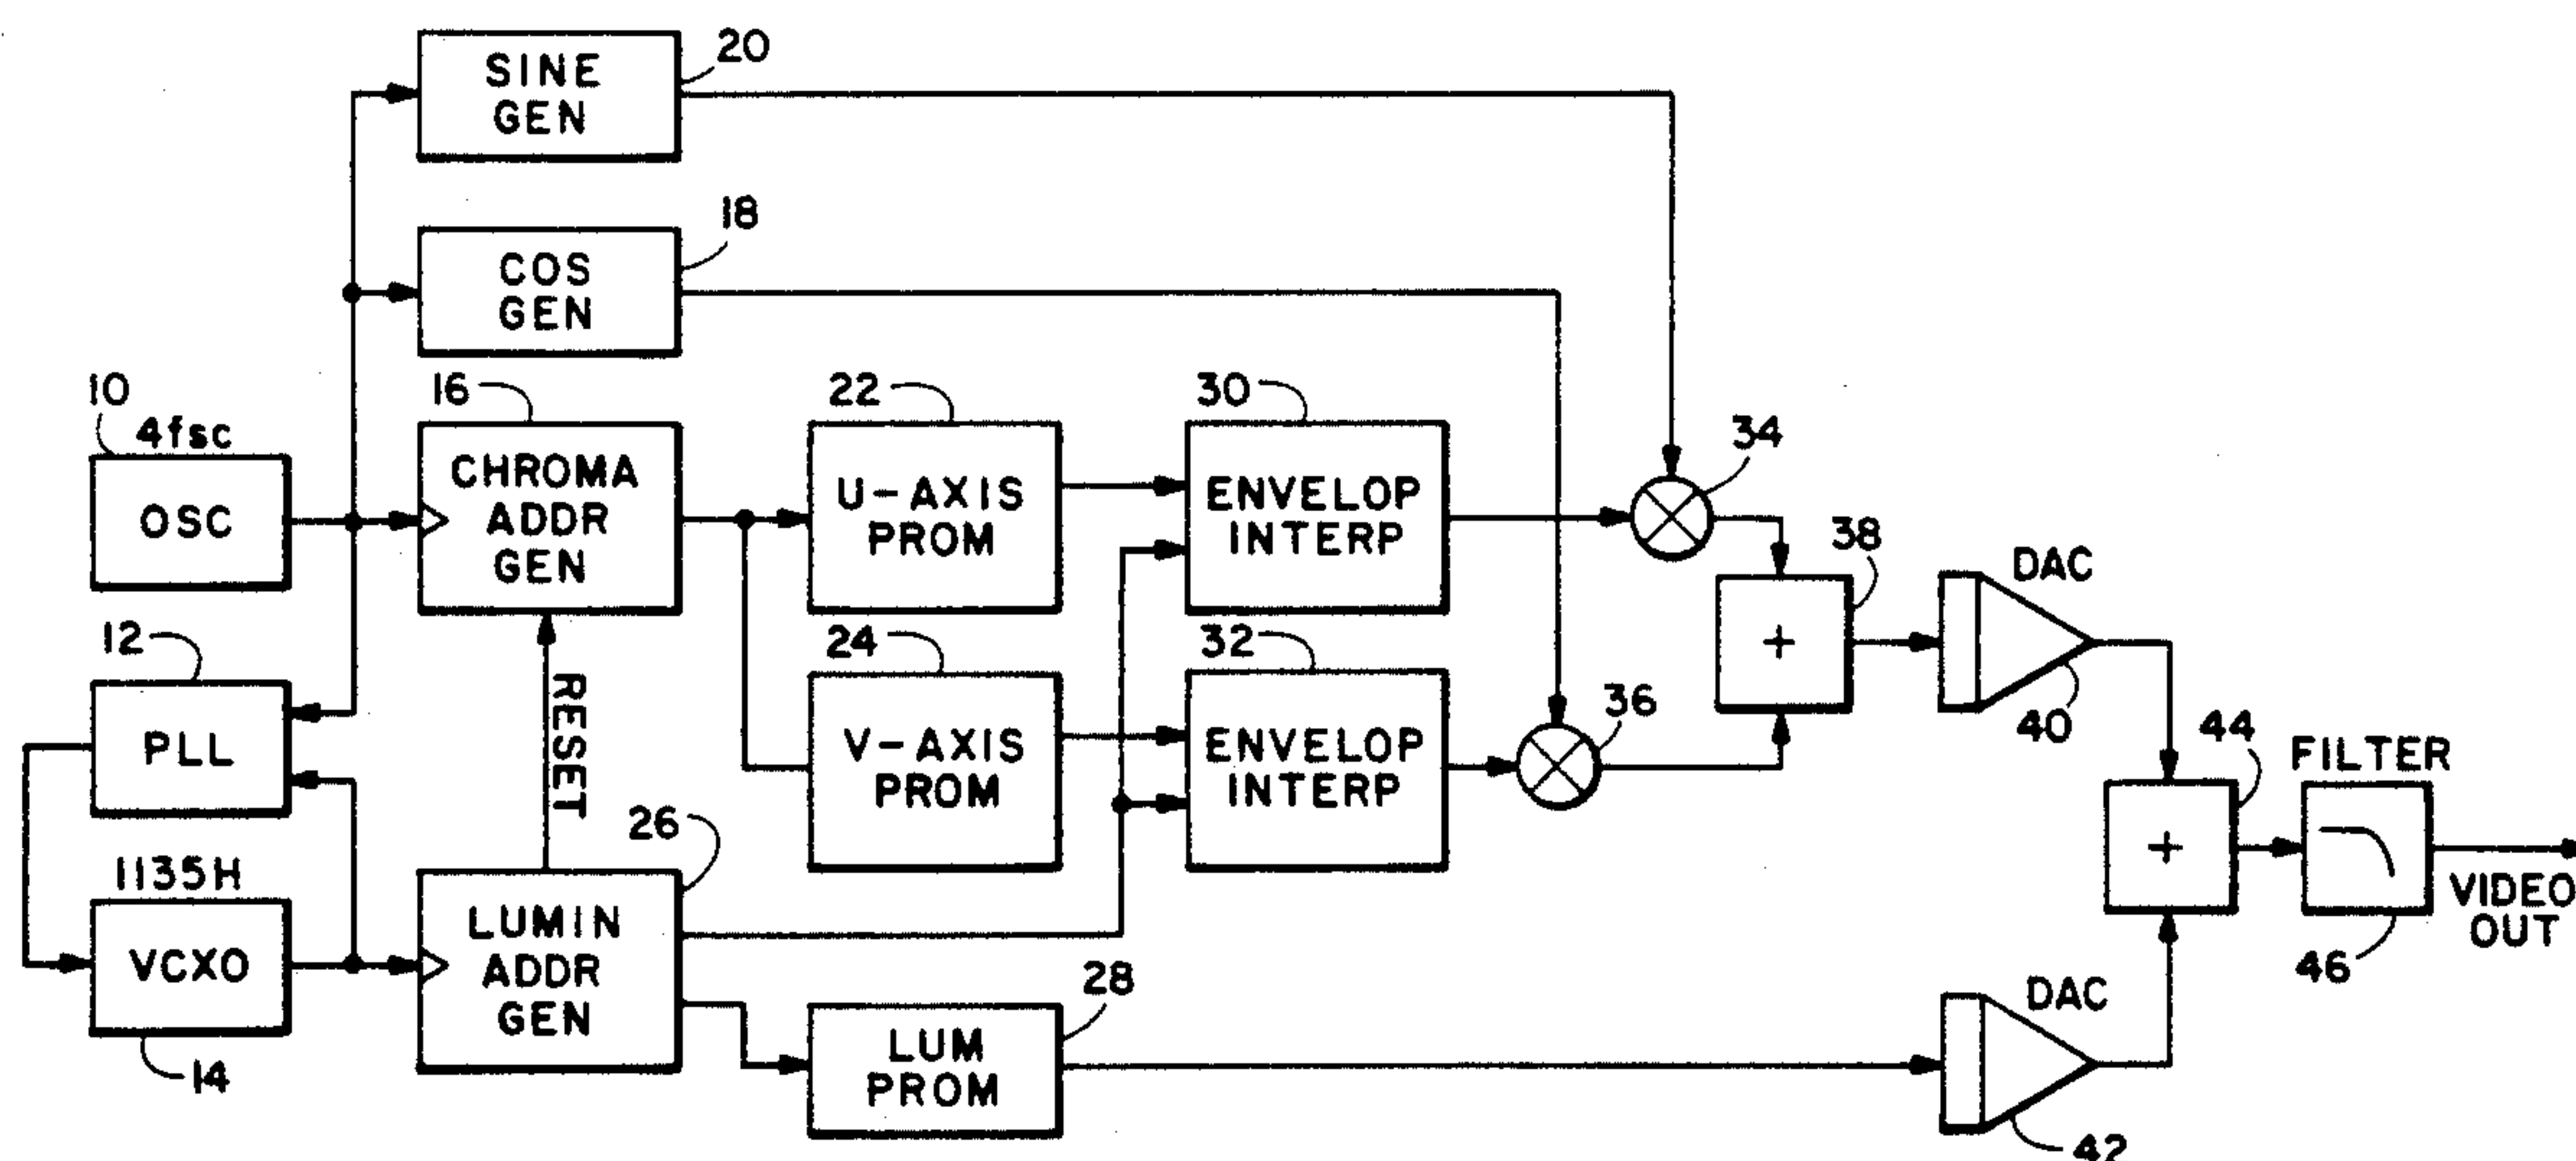 SINE
GEN
20
COS
GEN
18
10
4fsc
OSC
16
CHROMA
ADDR
GEN
22
U-AXIS
PROM
30
ENVELOP
INTERP
34
38
DAC
40
12
PLL
RESET
24
V-AXIS
PROM
32
ENVELOP
INTERP
36
44
FILTER
46
VIDEO
OUT
1135H
VCXO
14
26
LUMIN
ADDR
GEN
28
LUM
PROM
DAC
42
+
+